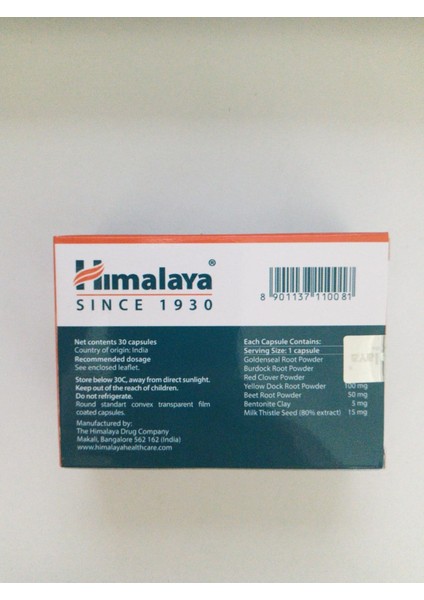 Himalaya®
SINCE 1930
8 901137 110081
Net contents 30 capsules
Country of origin: India
Recommended dosage
See enclosed leaflet.
Store below 30C, away from direct sunlight.
Keep out of the reach of children.
Do not refrigerate.
Round standart convex transparent film
coated capsules.
Manufactured by:
The Himalaya Drug Company
Makali, Bangalore 562 162 (India)
www.himalayahealthcare.com
Each Capsule Contains:
Serving Size: 1 capsule
Goldenseal Root Powder
Burdock Root Powder
Red Clover Powder
Yellow Dock Root Powder 100 mg
Beet Root Powder 50 mg
Bentonite Clay 5 mg
Milk Thistle Seed (80% extract) 15 mg